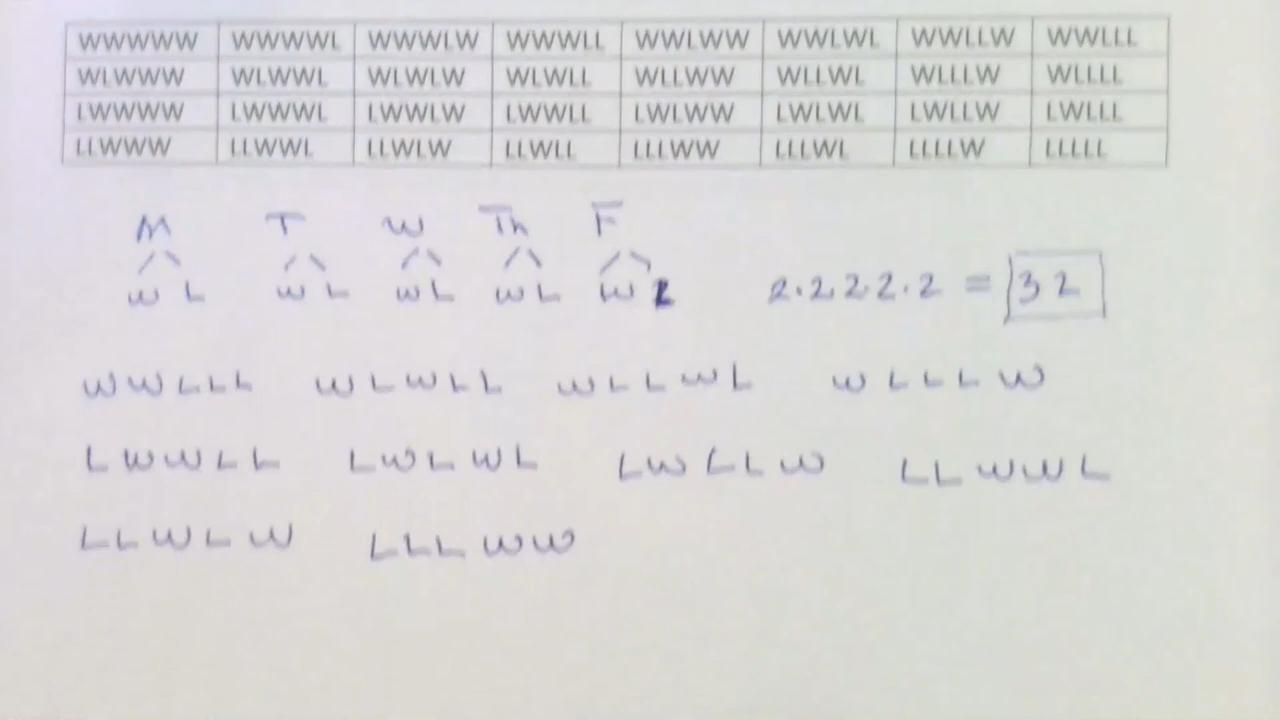 WWWWW WWWWL WWWLW WWWLL WWLWW WWLWL WWLLW WWLLL
WLWWW WLWWL WLWLW WLWLL WLLWW WLLWL WLLLW WLLLL
LWWWW LWWWL LWWLW LWWLL LWLWW LWLWL LWLLW LWLLL
LLWWW LLWWL LLWLW LLWLL LLLWW LLLWL LLLLW LLLLL
M T W Th F
W L W L W L W L W L 2.2.2.2.2 = 32
WWLLL WLWLL WLLWL WLLLW
LWWLL LWLWL LWLLW LLWWL
LLWLW LLLWW